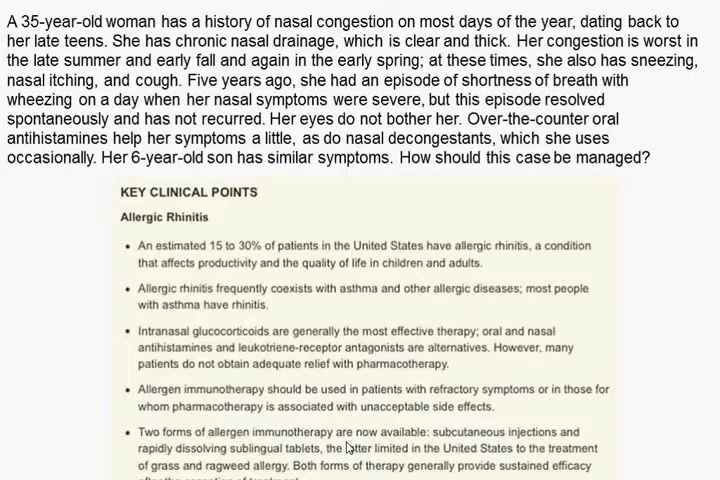 A 35-year-old woman has a history of nasal congestion on most days of the year, dating back to
her late teens. She has chronic nasal drainage, which is clear and thick. Her congestion is worst in
the late summer and early fall and again in the early spring; at these times, she also has sneezing,
nasal itching, and cough. Five years ago, she had an episode of shortness of breath with
wheezing on a day when her nasal symptoms were severe, but this episode resolved
spontaneously and has not recurred. Her eyes do not bother her. Over-the-counter oral
antihistamines help her symptoms a little, as do nasal decongestants, which she uses
occasionally. Her 6-year-old son has similar symptoms. How should this case be managed?
KEY CLINICAL POINTS
Allergic Rhinitis
• An estimated 15 to 30% of patients in the United States have allergic rhinitis, a condition
that affects productivity and the quality of life in children and adults.
• Allergic rhinitis frequently coexists with asthma and other allergic diseases; most people
with asthma have rhinitis.
• Intranasal glucocorticoids are generally the most effective therapy; oral and nasal
antihistamines and leukotriene-receptor antagonists are alternatives. However, many
patients do not obtain adequate relief with pharmacotherapy.
• Allergen immunotherapy should be used in patients with refractory symptoms or in those for
whom pharmacotherapy is associated with unacceptable side effects.
• Two forms of allergen immunotherapy are now available: subcutaneous injections and
rapidly dissolving sublingual tablets, the latter limited in the United States to the treatment
of grass and ragweed allergy. Both forms of therapy generally provide sustained efficacy